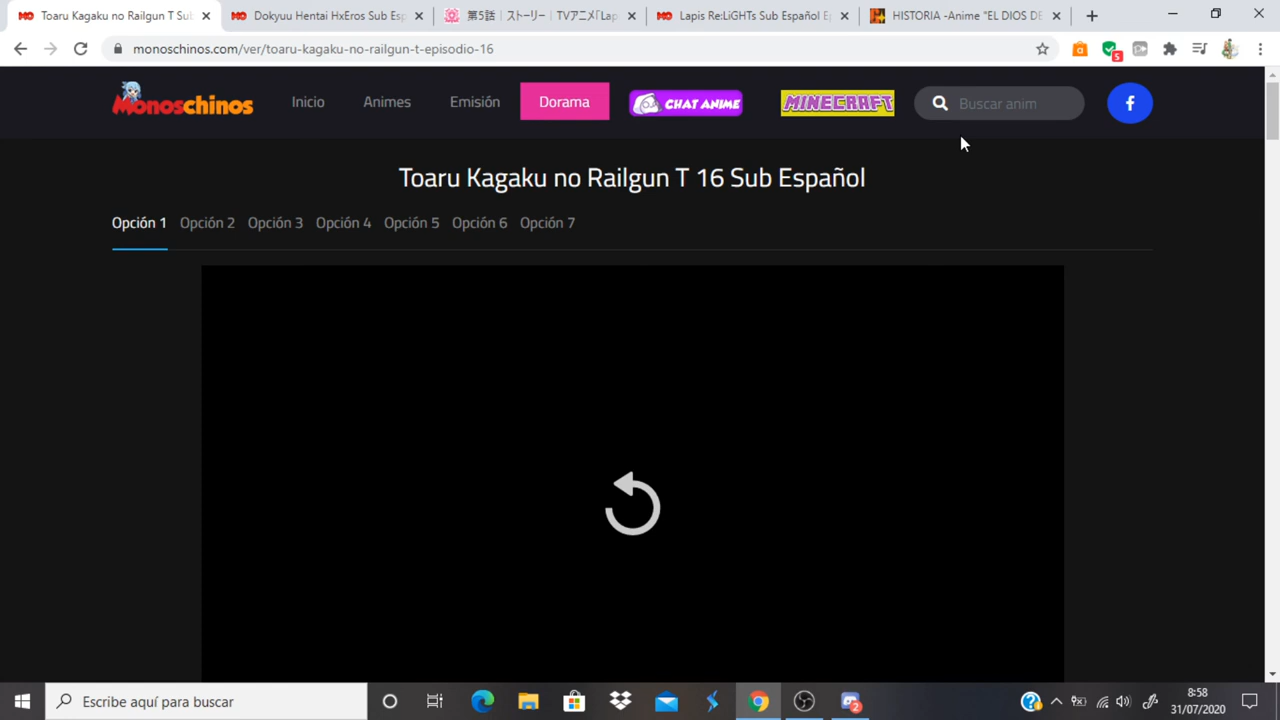 Toaru Kagaku no Railgun T Sub
Dokyuu Hentai HxEros Sub Esp
第5話｜ストーリー｜TVアニメ「Lap
Lapis Re:LiGHTs Sub Español E
HISTORIA -Anime "EL DIOS DE
monoschinos.com/ver/toaru-kagaku-no-railgun-t-episodio-16
5
Monoschinos
Inicio
Animes
Emisión
Dorama
CHAT ANIME
MINECRAFT
Buscar anim
Toaru Kagaku no Railgun T 16 Sub Español
Opción 1
Opción 2
Opción 3
Opción 4
Opción 5
Opción 6
Opción 7
Escribe aquí para buscar
2
8:58
31/07/2020